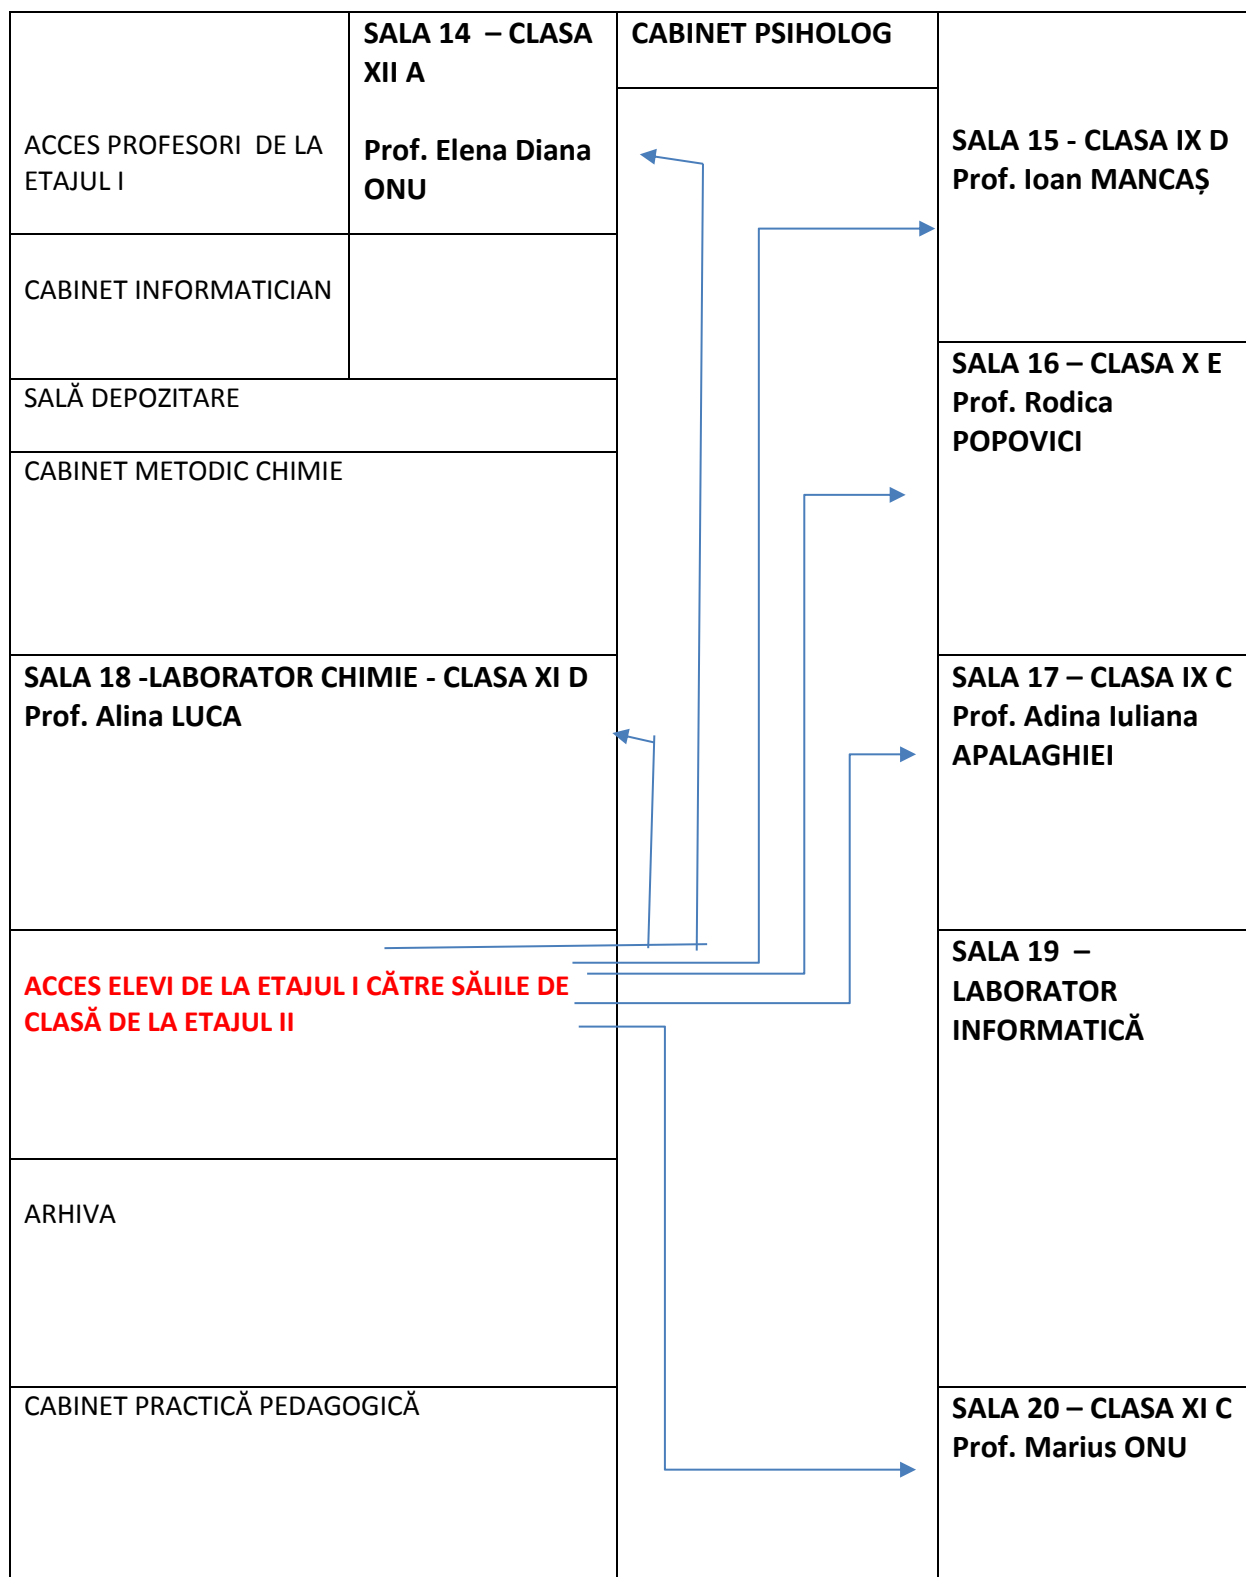 SALA 14 – CLASA
XII A
Prof. Elena Diana
ONU
CABINET PSIHOLOG
ACCES PROFESORI DE LA
ETAJUL I
SALA 15 - CLASA IX D
Prof. Ioan MANCAȘ
CABINET INFORMATICIAN
SALA 16 – CLASA X E
Prof. Rodica
POPOVICI
SALĂ DEPOZITARE
CABINET METODIC CHIMIE
SALA 18 -LABORATOR CHIMIE - CLASA XI D
Prof. Alina LUCA
SALA 17 – CLASA IX C
Prof. Adina Iuliana
APALAGHIEI
ACCES ELEVI DE LA ETAJUL I CĂTRE SĂLILE DE
CLASĂ DE LA ETAJUL II
SALA 19 –
LABORATOR
INFORMATICĂ
ARHIVA
CABINET PRACTICĂ PEDAGOGICĂ
SALA 20 – CLASA XI C
Prof. Marius ONU